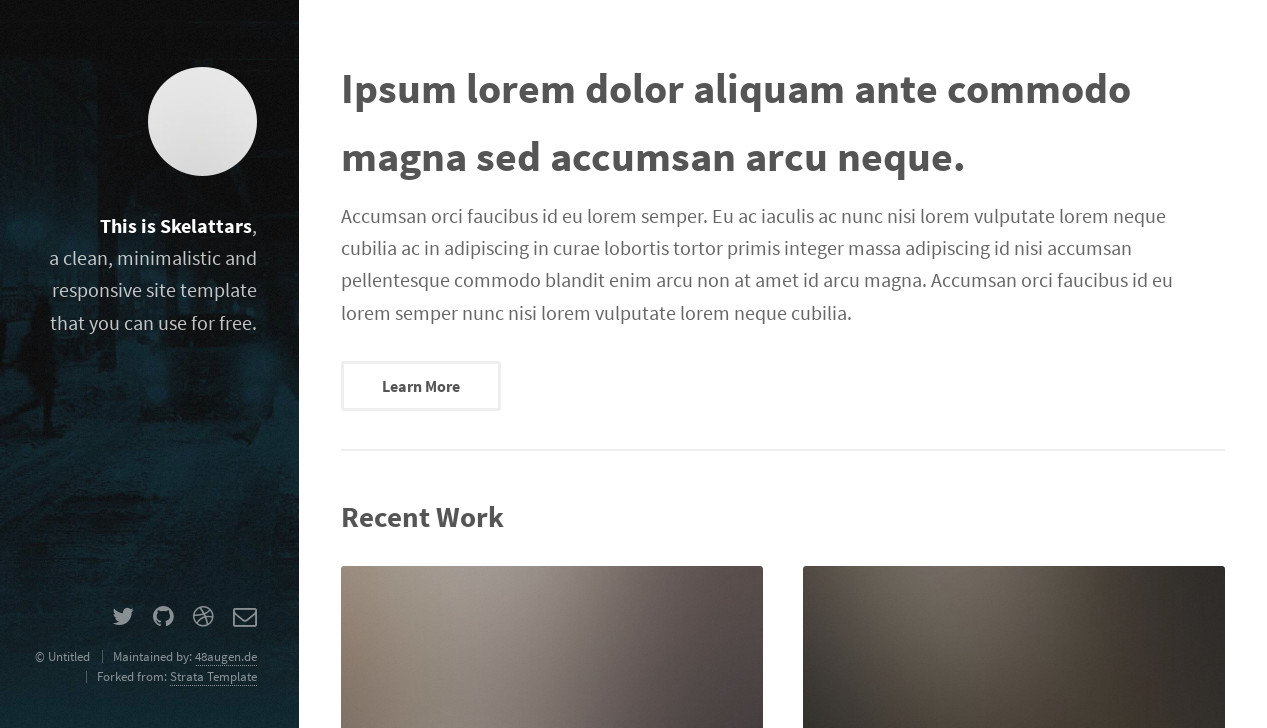 This is Skelattars,
a clean, minimalistic and
responsive site template
that you can use for free.
© Untitled | Maintained by: 48augen.de
| Forked from: Strata Template
Ipsum lorem dolor aliquam ante commodo
magna sed accumsan arcu neque.
Accumsan orci faucibus id eu lorem semper. Eu ac iaculis ac nunc nisi lorem vulputate lorem neque
cubilia ac in adipiscing in curae lobortis tortor primis integer massa adipiscing id nisi accumsan
pellentesque commodo blandit enim arcu non at amet id arcu magna. Accumsan orci faucibus id eu
lorem semper nunc nisi lorem vulputate lorem neque cubilia.
Learn More
Recent Work